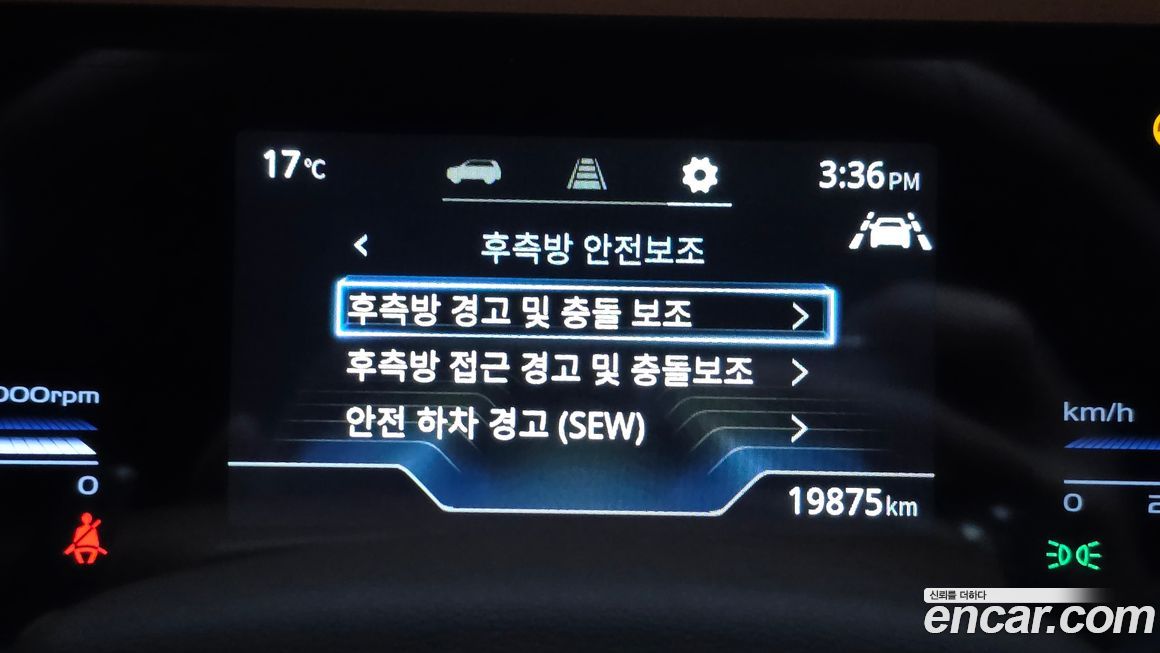 17℃
3:36PM
후측방 안전보조
후측방 경고 및 충돌 보조
후측방 접근 경고 및 충돌보조
안전 하차 경고 (SEW)
19875km
000rpm
0
km/h
0
신뢰를 더하다
encar.com